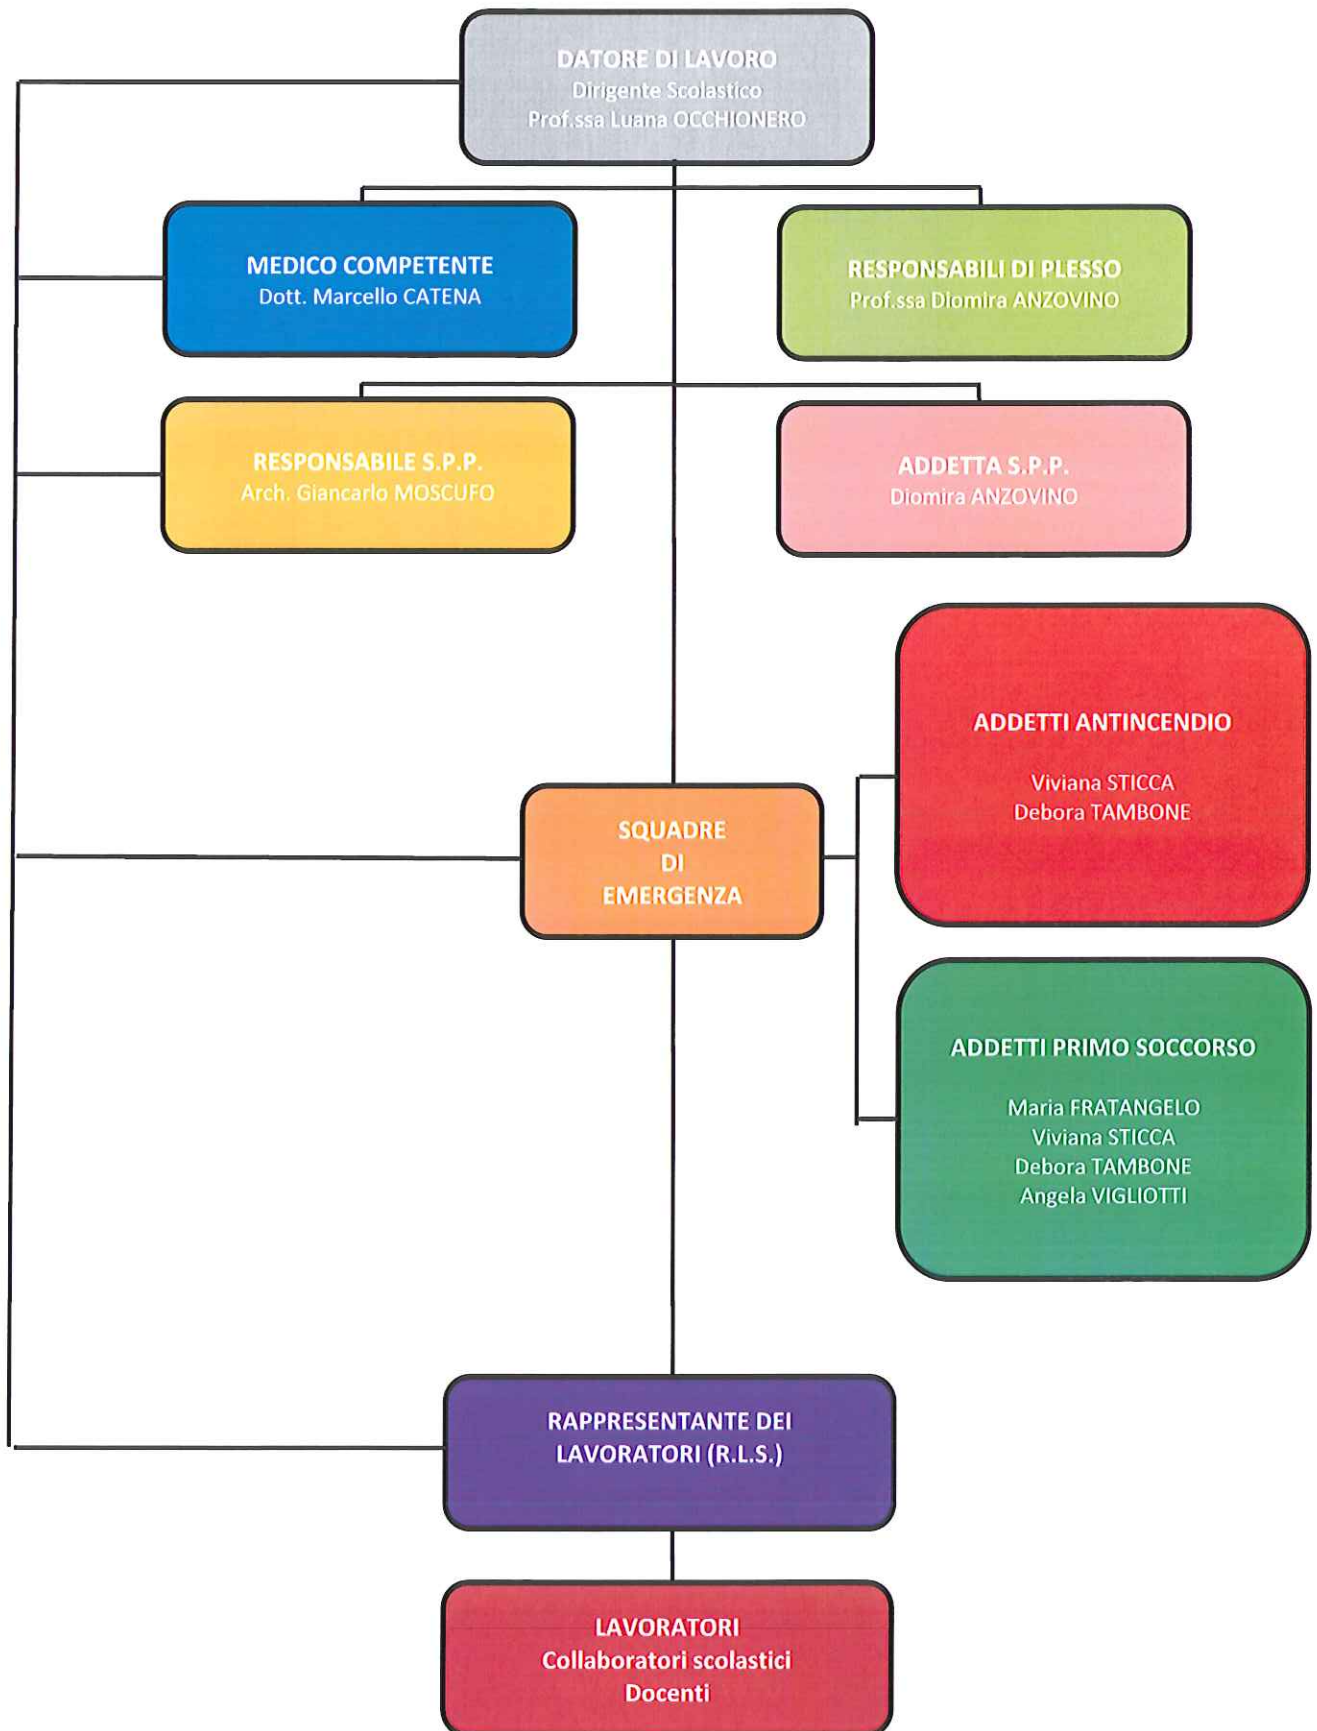 DATORE DI LAVORO
Dirigente Scolastico
Prof.ssa Luana OCCHIONERO
MEDICO COMPETENTE
Dott. Marcello CATENA
RESPONSABILI DI PLESSO
Prof.ssa Diomira ANZOVINO
RESPONSABILE S.P.P.
Arch. Giancarlo MOSCUFO
ADDETTA S.P.P.
Diomira ANZOVINO
ADDETTI ANTINCENDIO
Viviana STICCA
Debora TAMBONE
SQUADRE
DI
EMERGENZA
ADDETTI PRIMO SOCCORSO
Maria FRATANGELO
Viviana STICCA
Debora TAMBONE
Angela VIGLIOTTI
RAPPRESENTANTE DEI
LAVORATORI (R.L.S.)
LAVORATORI
Collaboratori scolastici
Docenti